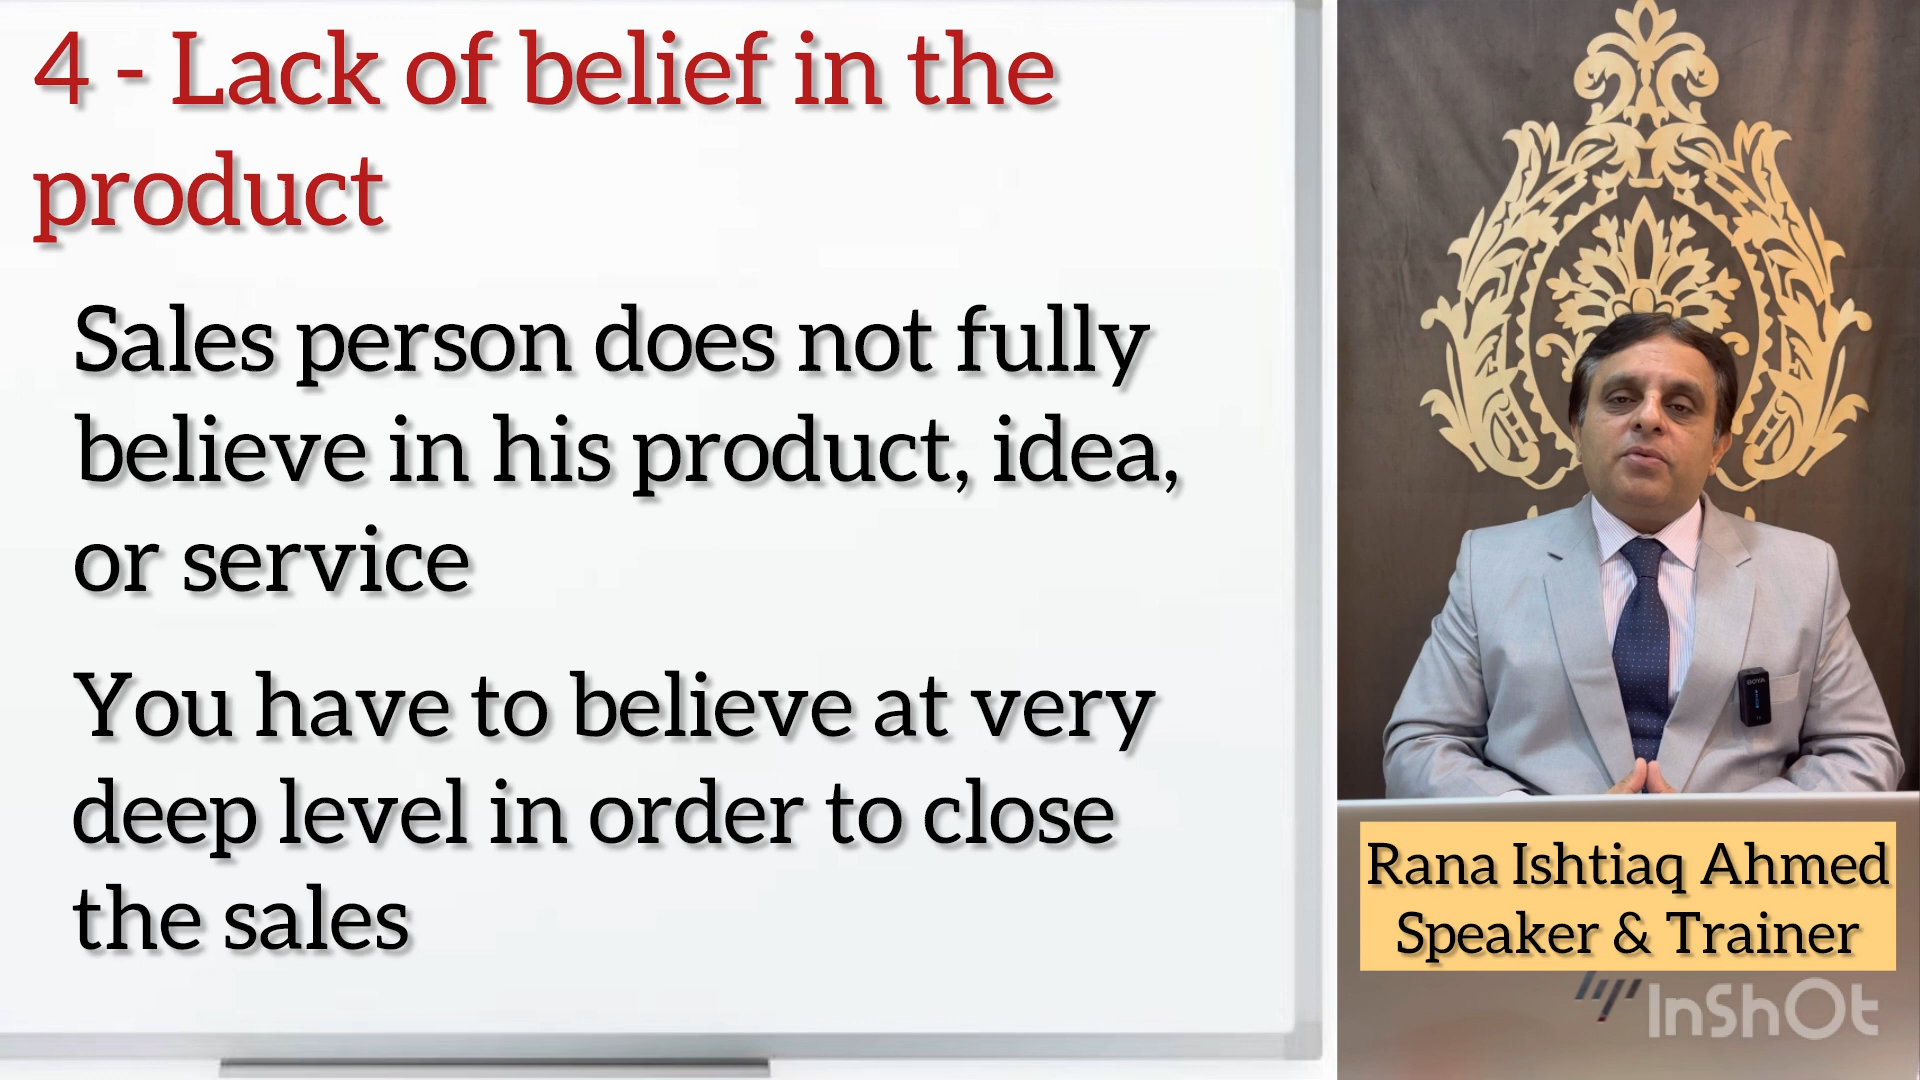 4 - Lack of belief in the
product
Sales person does not fully
believe in his product, idea,
or service
You have to believe at very
deep level in order to close
the sales
BOYA
Rana Ishtiaq Ahmed
Speaker & Trainer
InShOt